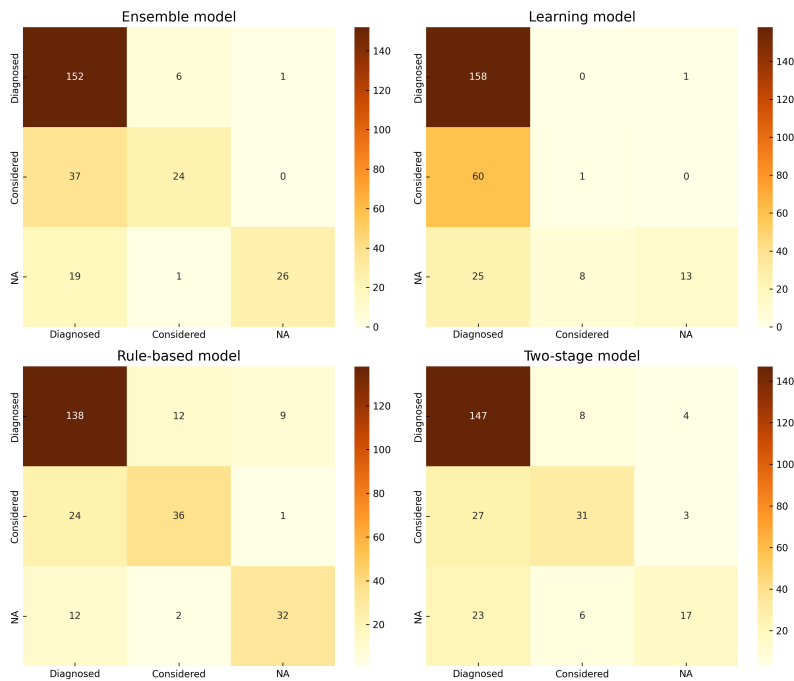 Ensemble model
Diagnosed
152
6
1
Considered
37
24
0
NA
19
1
26
Diagnosed
Considered
NA
140
120
100
80
60
40
20
0
Learning model
Diagnosed
158
0
1
Considered
60
1
0
NA
25
8
13
Diagnosed
Considered
NA
140
120
100
80
60
40
20
0
Rule-based model
Diagnosed
138
12
9
Considered
24
36
1
NA
12
2
32
Diagnosed
Considered
NA
120
100
80
60
40
20
Two-stage model
Diagnosed
147
8
4
Considered
27
31
3
NA
23
6
17
Diagnosed
Considered
NA
140
120
100
80
60
40
20